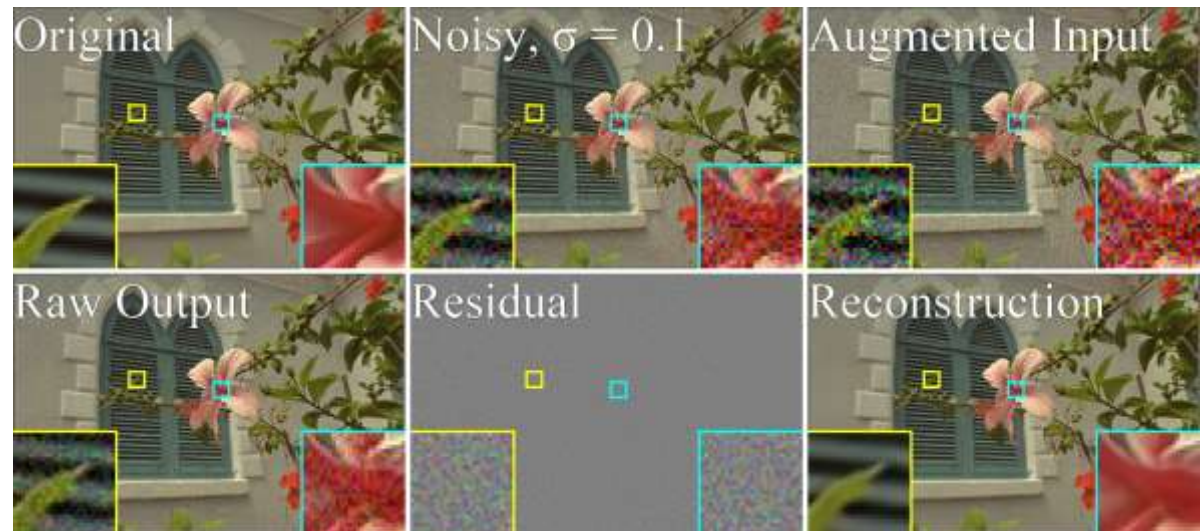 Original
Noisy, σ = 0.1
Augmented Input
Raw Output
Residual
Reconstruction